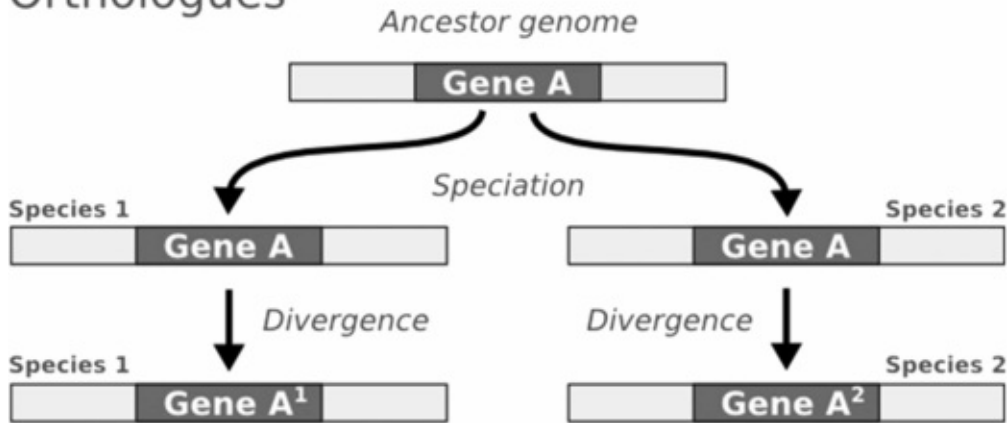 Orthologues
Ancestor genome
Gene A
Speciation
Species 1
Species 2
Gene A
Gene A
Divergence
Divergence
Species 1
Species 2
Gene A¹
Gene A²